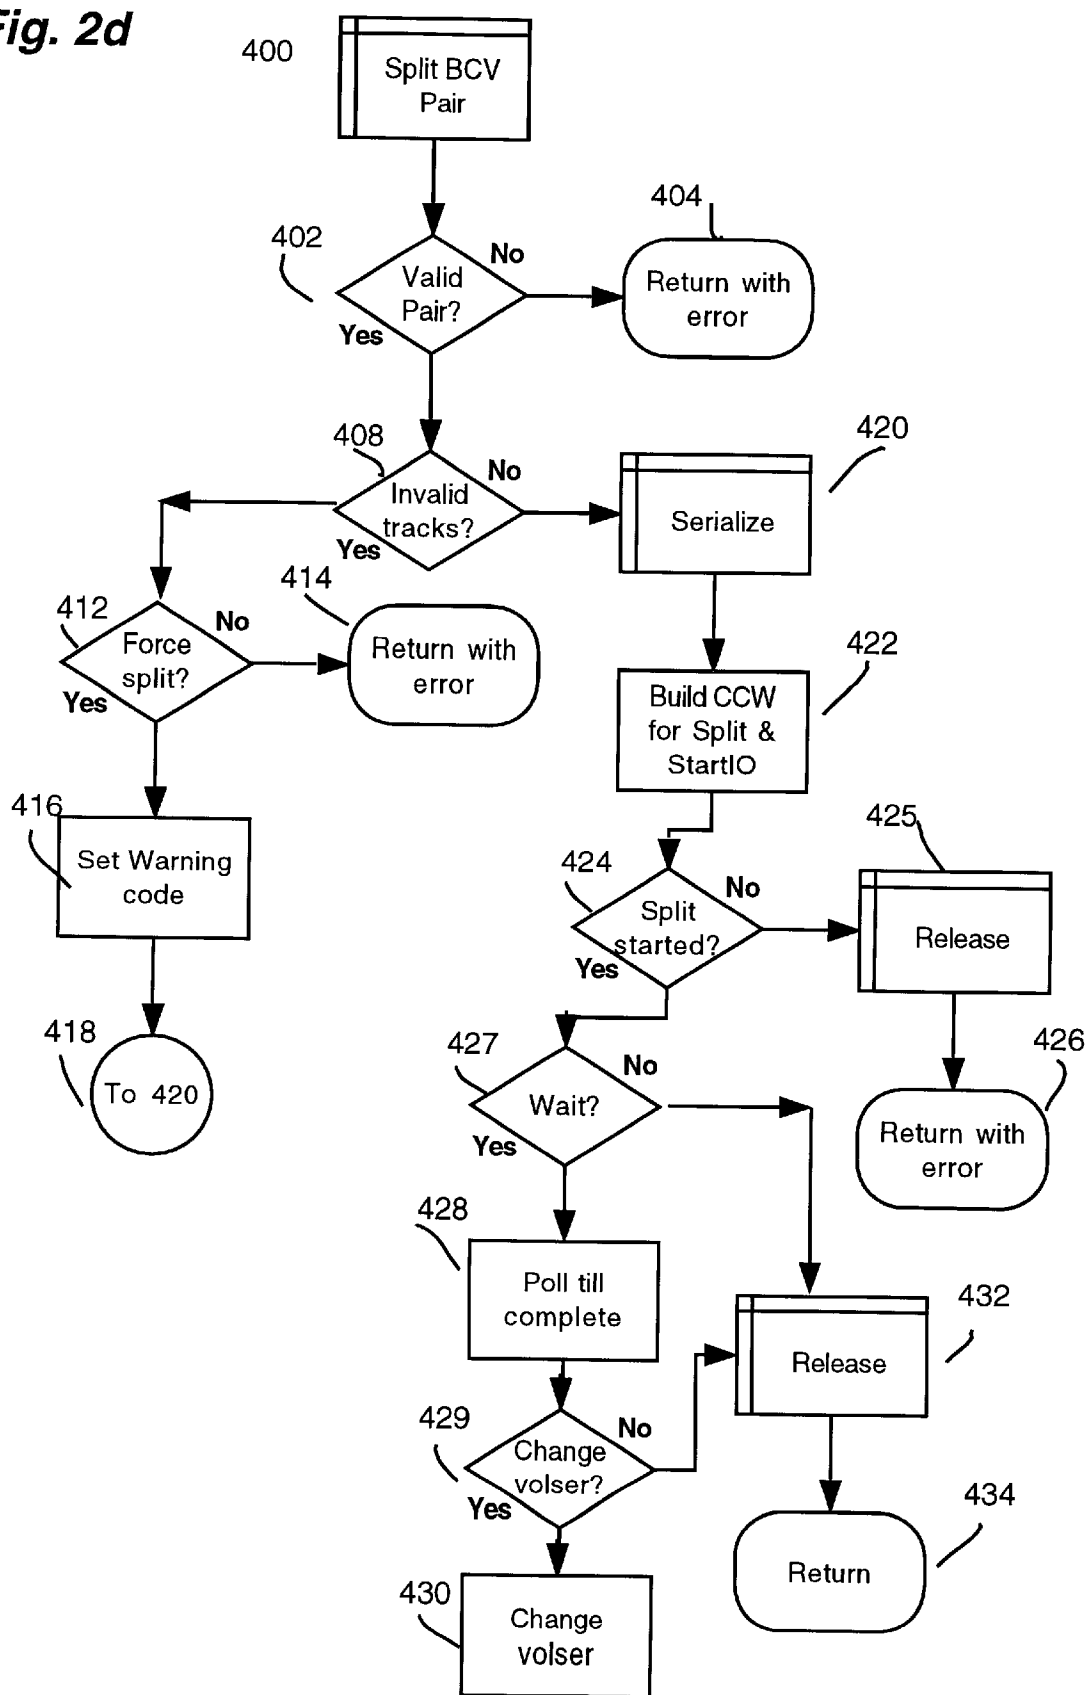 Fig. 2d
400
Split BCV
Pair
402
Valid
Pair?
No
Yes
404
Return with
error
408
Invalid
tracks?
No
Yes
420
Serialize
412
Force
split?
No
Yes
414
Return with
error
422
Build CCW
for Split &
StartIO
416
Set Warning
code
424
Split
started?
No
Yes
425
Release
418
To 420
427
Wait?
No
Yes
426
Return with
error
428
Poll till
complete
432
Release
429
Change
volser?
No
Yes
434
Return
430
Change
volser